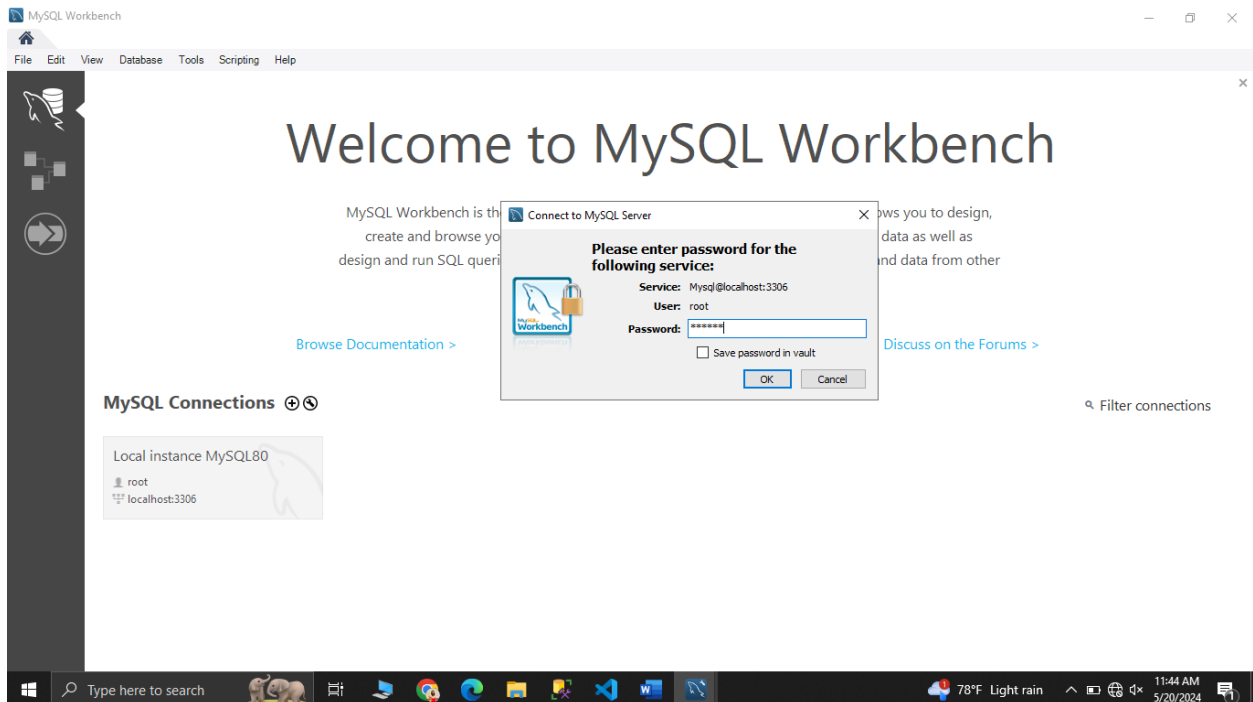 MySQL Workbench
File Edit View Database Tools Scripting Help
Welcome to MySQL Workbench
MySQL Workbench is th
ows you to design,
create and browse yo
data as well as
design and run SQL queri
nd data from other
Browse Documentation >
Discuss on the Forums >
Connect to MySQL Server
Please enter password for the
following service:
Service: Mysql@localhost:3306
User: root
Password: ******
Save password in vault
OK Cancel
MySQL
Workbench
MySQL Connections
Filter connections
Local instance MySQL80
root
localhost:3306
Type here to search
1
78°F Light rain
11:44 AM
5/20/2024
1